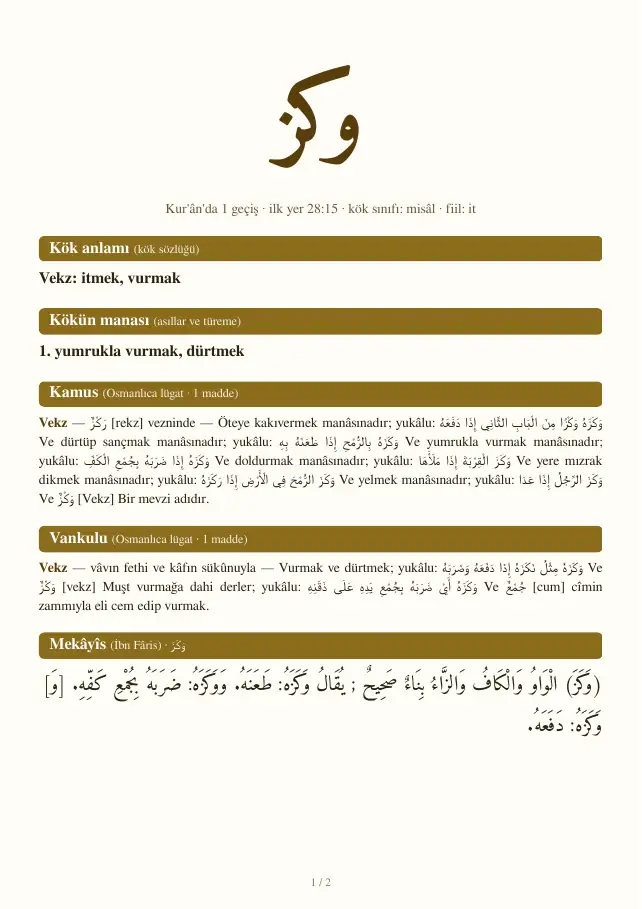 وكز
Kur'ân'da 1 geçiş · ilk yer 28:15 · kök sınıfı: misâl · fiil: it
Kök anlamı (kök sözlüğü)
Vekz: itmek, vurmak
Kökün manası (asıllar ve türeme)
1. yumrukla vurmak, dürtmek
Kamus (Osmanlıca lügat · 1 madde)
Vekz — رَكْزٌ [rekz] vezninde — Öteye kakıvermek manâsınadır; yukâlu: وَكَزَهُ وَكْزًا مِنَ الْبَابِ الثَّانِي إِذَا دَفَعَهُ
Ve dürtüp sançmak manâsınadır; yukâlu: وَكَزَهُ بِالرُّمْحِ إِذَا طَعَنَهُ بِهِ Ve yumrukla vurmak manâsınadır;
yukâlu: وَكَزَهُ إِذَا ضَرَبَهُ بِجُمْعِ الْكَفِّ Ve doldurmak manâsınadır; yukâlu: وَكَزَ الْقِرْبَةَ إِذَا مَلَأَهَا Ve yere mızrak
dikmek manâsınadır; yukâlu: وَكَزَ الرُّمْحَ فِي الْأَرْضِ إِذَا رَكَزَهُ Ve yelmek manâsınadır; yukâlu: وَكَزَ الرَّجُلُ إِذَا عَدَا
Ve وَكْزٌ [Vekz] Bir mevzi adıdır.
Vankulu (Osmanlıca lügat · 1 madde)
Vekz — vâvın fethi ve kâfın sükûnuyla — Vurmak ve dürtmek; yukâlu: وَكَزَهُ مِثْلُ نَكَزَهُ إِذَا دَفَعَهُ وَضَرَبَهُ Ve
وَكْزٌ [vekz] Muşt vurmağa dahi derler; yukâlu: وَكَزَهُ أَيْ ضَرَبَهُ بِجُمْعِ يَدِهِ عَلَى ذَقَنِهِ Ve جُمْعٌ [cum] cîmin
zammıyla eli cem edip vurmak.
Mekâyîs (İbn Fâris) · وَكَزَ
(وَكَزَ) الْوَاوُ وَالْكَافُ وَالزَّاءُ بِنَاءٌ صَحِيحٌ ; يُقَالُ وَكَزَهُ: طَعَنَهُ. وَوَكَزَهُ: ضَرَبَهُ بِجُمْعِ كَفِّهِ. [وَ]
وَكَزَهُ: دَفَعَهُ.
1 / 2